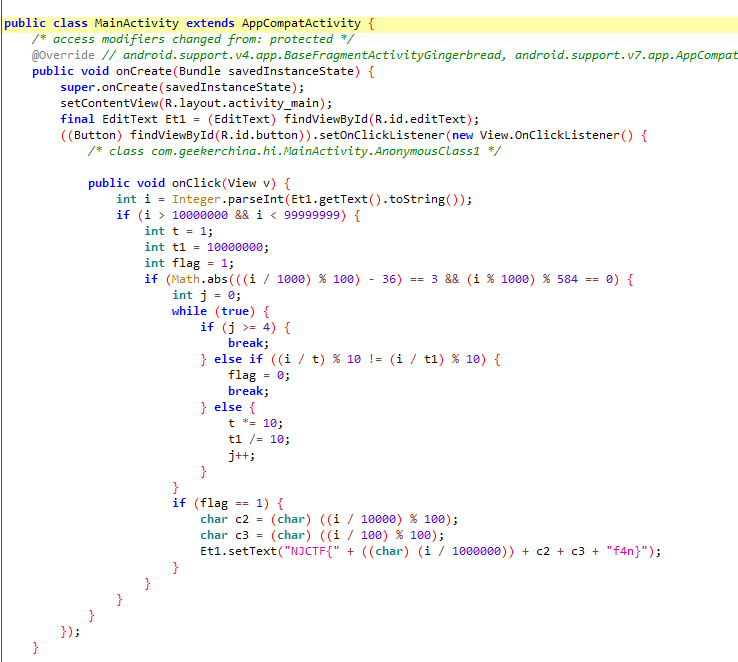 public class MainActivity extends AppCompatActivity {
/* access modifiers changed from: protected */
@Override // android.support.v4.app.BaseFragmentActivityGingerbread, android.support.v7.app.AppCompat
public void onCreate(Bundle savedInstanceState) {
super.onCreate(savedInstanceState);
setContentView(R.layout.activity_main);
final EditText Et1 = (EditText) findViewById(R.id.editText);
((Button) findViewById(R.id.button)).setOnClickListener(new View.OnClickListener() {
/* class com.geekerchina.hi.MainActivity.AnonymousClass1 */
public void onClick(View v) {
int i = Integer.parseInt(Et1.getText().toString());
if (i > 10000000 && i < 99999999) {
int t = 1;
int t1 = 10000000;
int flag = 1;
if (Math.abs(((i / 1000) % 100) - 36) == 3 && (i % 1000) % 584 == 0) {
int j = 0;
while (true) {
if (j >= 4) {
break;
} else if ((i / t) % 10 != (i / t1) % 10) {
flag = 0;
break;
} else {
t *= 10;
t1 /= 10;
j++;
}
}
if (flag == 1) {
char c2 = (char) ((i / 10000) % 100);
char c3 = (char) ((i / 100) % 100);
Et1.setText("NJCTF{" + ((char) (i / 1000000)) + c2 + c3 + "f4n}");
}
}
}
}
});
}